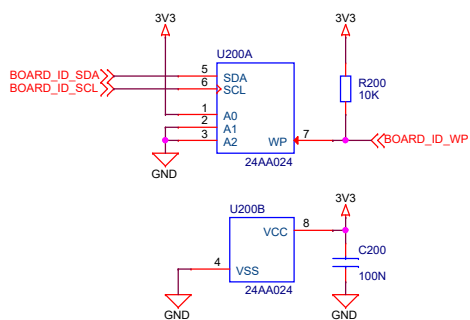 3V3 3V3
U200A
BOARD_ID_SDA 5 SDA R200
BOARD_ID_SCL 6 SCL 10K
1 A0
2 A1
3 A2 WP 7 BOARD_ID_WP
GND 24AA024
3V3
U200B
VCC 8
C200
4 VSS 100N
24AA024
GND GND